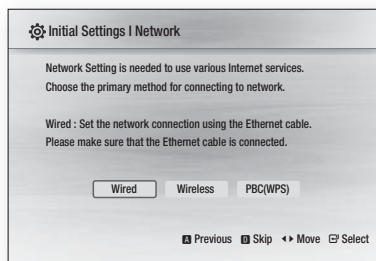 Initial Settings I Network
Network Setting is needed to use various Internet services.
Choose the primary method for connecting to network.
Wired : Set the network connection using the Ethernet cable.
Please make sure that the Ethernet cable is connected.
Wired Wireless PBC(WPS)
A Previous D Skip Move Select